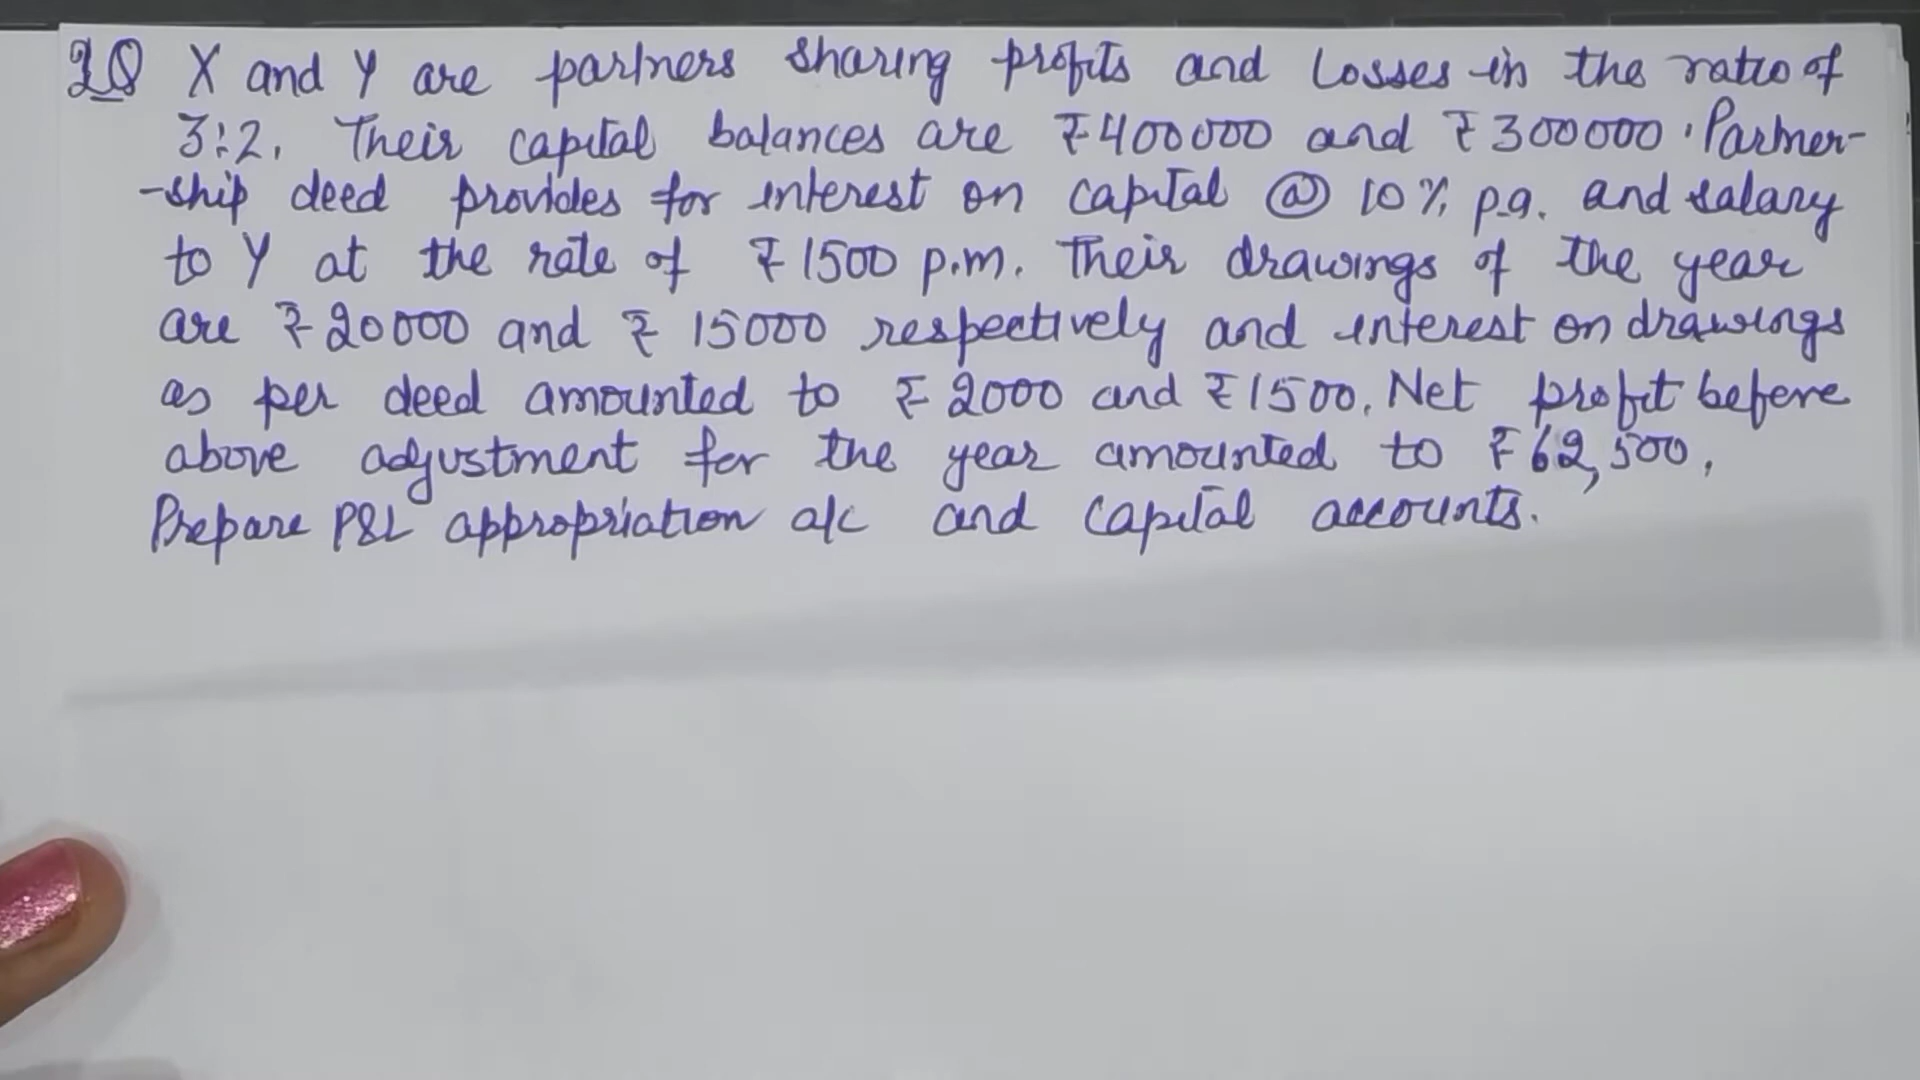 2Q X and Y are partners sharing profits and Losses in the ratio of
3:2. Their capital balances are ₹400000 and ₹300000. Partner-
-ship deed provides for interest on capital @ 10% p.a. and salary
to Y at the rate of ₹1500 p.m. Their drawings of the year
are ₹20000 and ₹ 15000 respectively and interest on drawings
as per deed amounted to ₹2000 and ₹1500. Net profit before
above adjustment for the year amounted to ₹62,500.
Prepare P&L appropriation a/c and capital accounts.